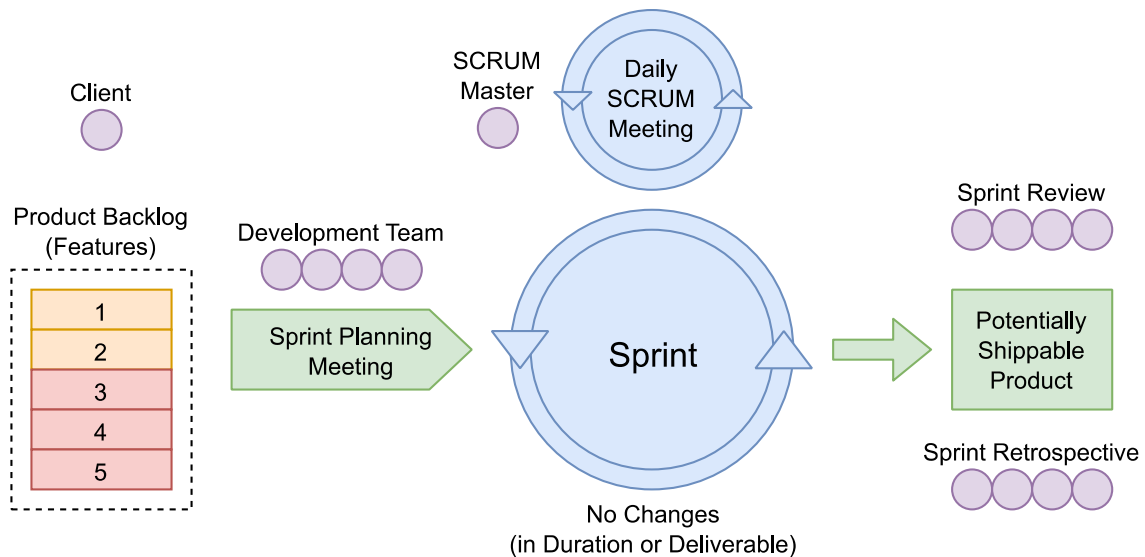 Client
Product Backlog
(Features)
1
2
3
4
5
Development Team
Sprint Planning
Meeting
SCRUM
Master
Daily
SCRUM
Meeting
Sprint
No Changes
(in Duration or Deliverable)
Sprint Review
Potentially
Shippable
Product
Sprint Retrospective